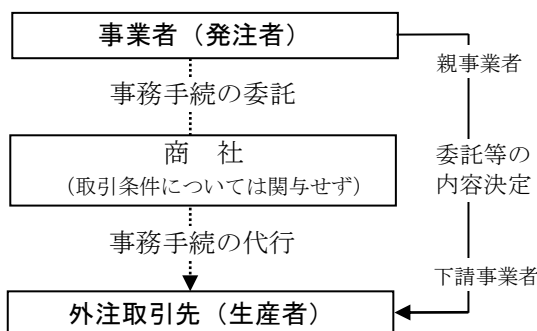 事業者（発注者）
親事業者
事務手続の委託
商　社
（取引条件については関与せず）
委託等の
内容決定
事務手続の代行
下請事業者
外注取引先（生産者）